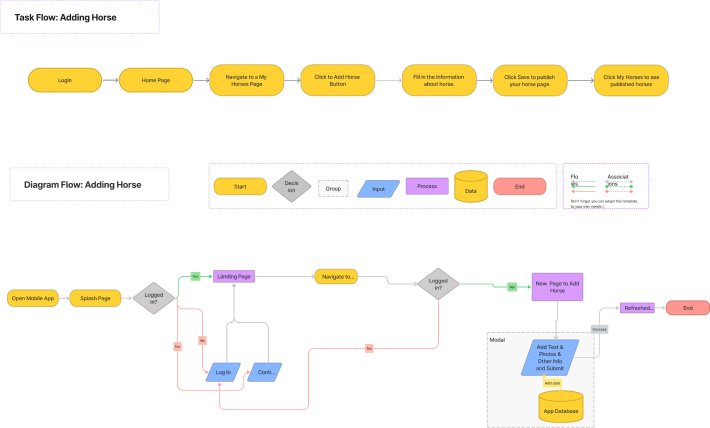 Task Flow: Adding Horse
Login
Home Page
Navigate to a My
Horses Page
Click to Add Horse
Button
Fill in the Information
about horse.
Click Save to publish
your horse page.
Click My Horses to see
published horses
Diagram Flow: Adding Horse
Start
Decis
ion
Group
Input
Process
Data
End
Flo
ws
Associat
ions
Don't forget you can adapt this template
to your own needs :)
Open Mobile App
Splash Page
Logged
in?
Yes
Landing Page
Navigate to...
Logged
in?
Yes
New Page to Add
Horse
Refreshed...
End
No
No
No
Success
Modal
Add Text &
Photos &
Other Info
and Submit
Log in
Conti...
Add data
App Database